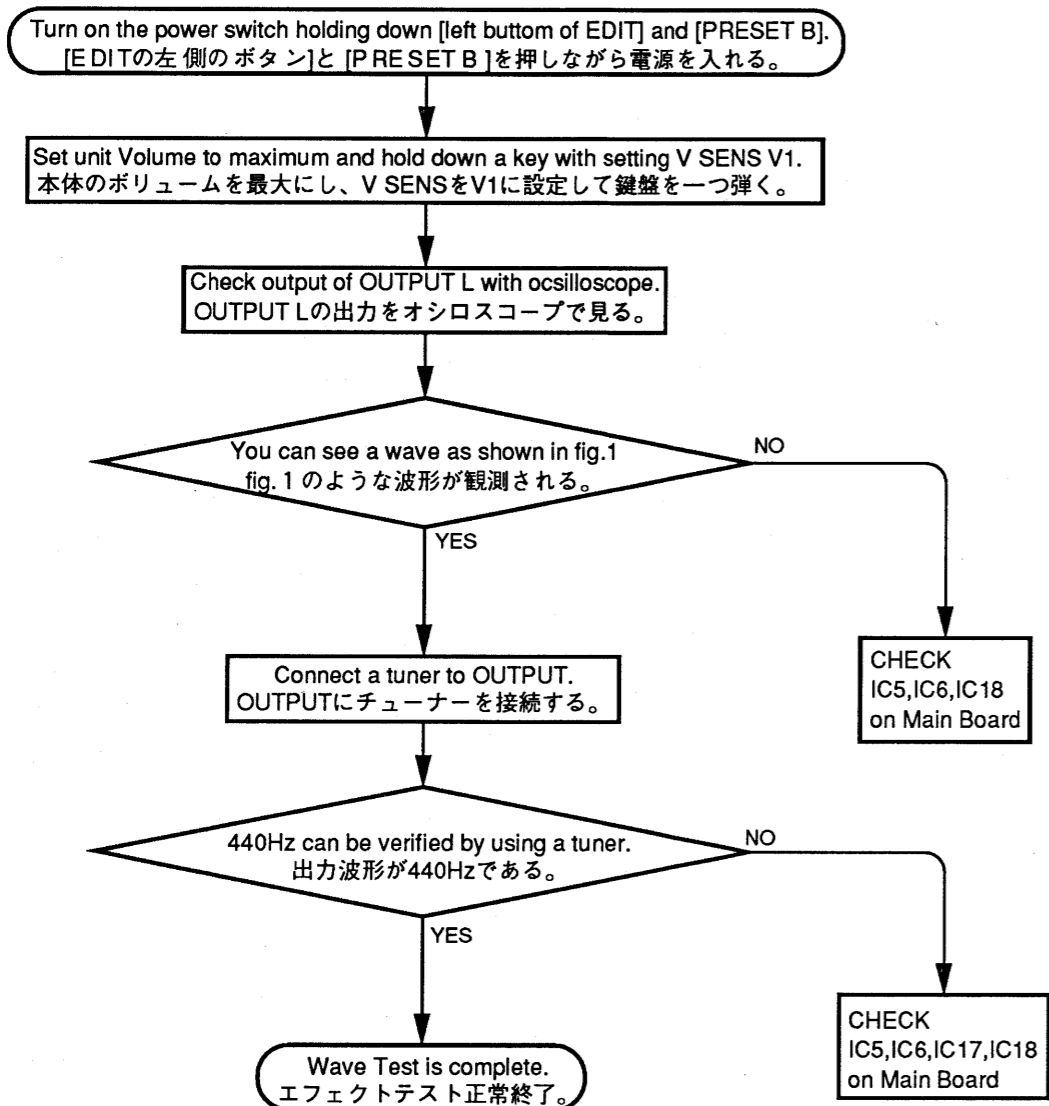 Turn on the power switch holding down [left buttom of EDIT] and [PRESET B].
[EDITの左側のボタン]と [PRESET B]を押しながら電源を入れる。
Set unit Volume to maximum and hold down a key with setting V SENS V1.
本体のボリュームを最大にし、V SENSをV1に設定して鍵盤を一つ弾く。
Check output of OUTPUT L with ocsilloscope.
OUTPUT Lの出力をオシロスコープで見る。
You can see a wave as shown in fig.1
fig. 1 のような波形が観測される。
NO
YES
CHECK
IC5,IC6,IC18
on Main Board
Connect a tuner to OUTPUT.
OUTPUTにチューナーを接続する。
440Hz can be verified by using a tuner.
出力波形が440Hzである。
NO
YES
CHECK
IC5,IC6,IC17,IC18
on Main Board
Wave Test is complete.
エフェクトテスト正常終了。